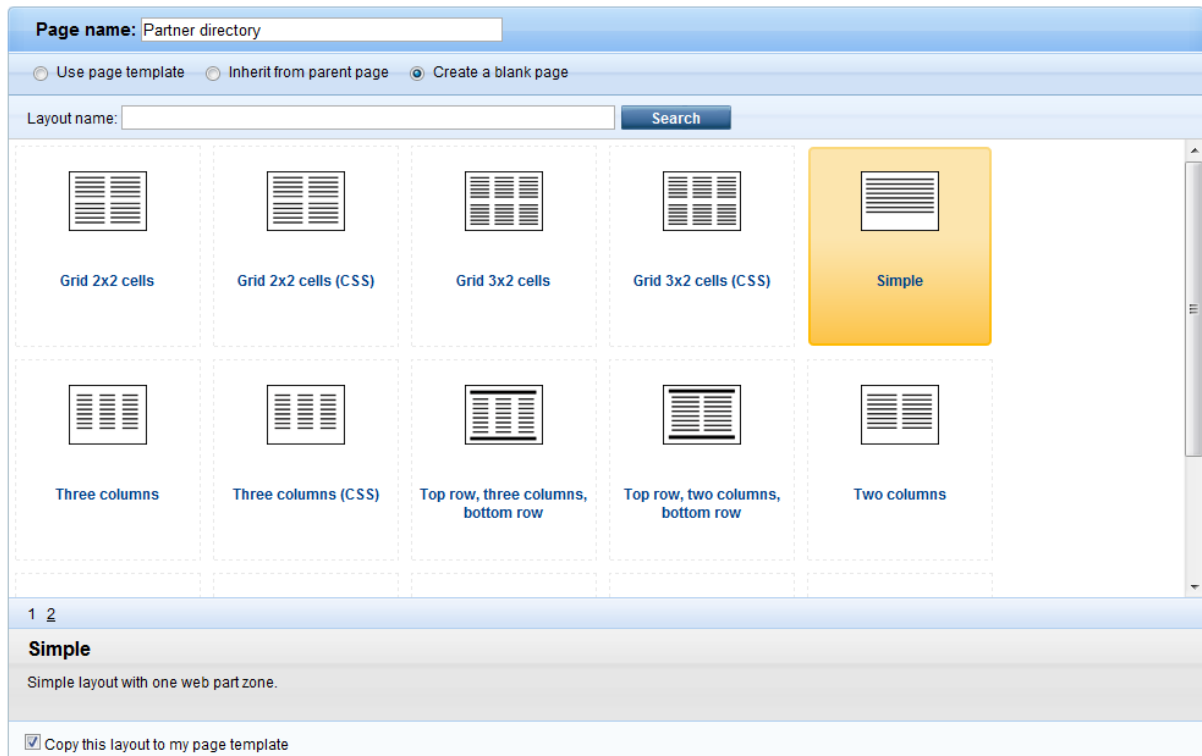 Page name: Partner directory
Use page template Inherit from parent page Create a blank page
Layout name: Search
Grid 2x2 cells Grid 2x2 cells (CSS) Grid 3x2 cells Grid 3x2 cells (CSS) Simple
Three columns Three columns (CSS) Top row, three columns, Top row, two columns, Two columns
bottom row bottom row
1 2
Simple
Simple layout with one web part zone.
Copy this layout to my page template